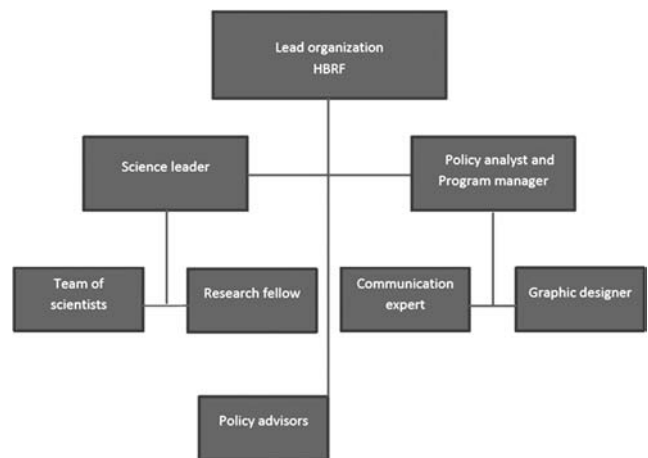 Lead organization
HBRF
Science leader
Policy analyst and
Program manager
Team of
scientists
Research fellow
Communication
expert
Graphic designer
Policy advisors